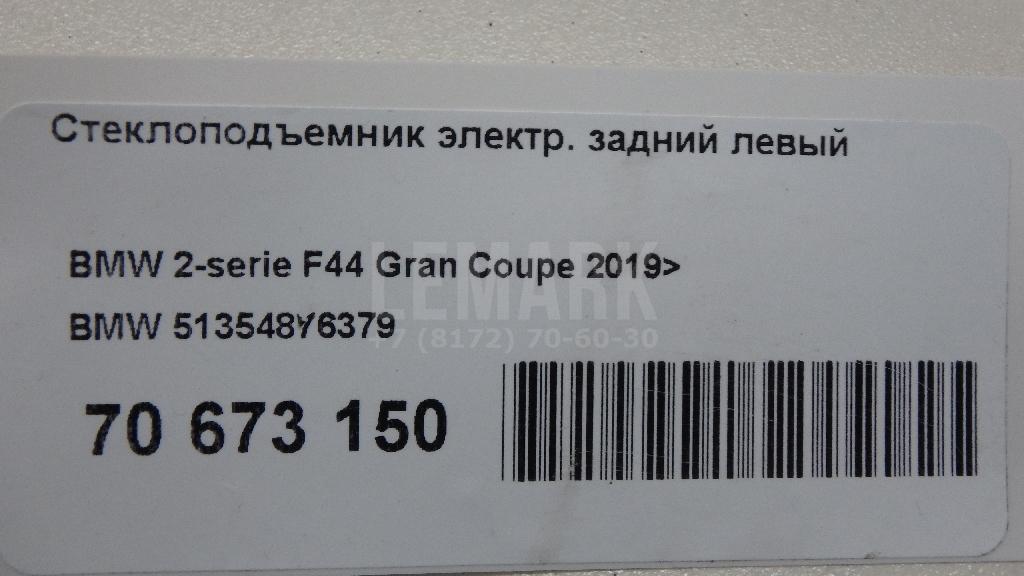 Стеклоподъемник электр. задний левый
BMW 2-serie F44 Gran Coupe 2019>
LEMARK
BMW 513548Y6379
+7 (8172) 70-60-30
70 673 150